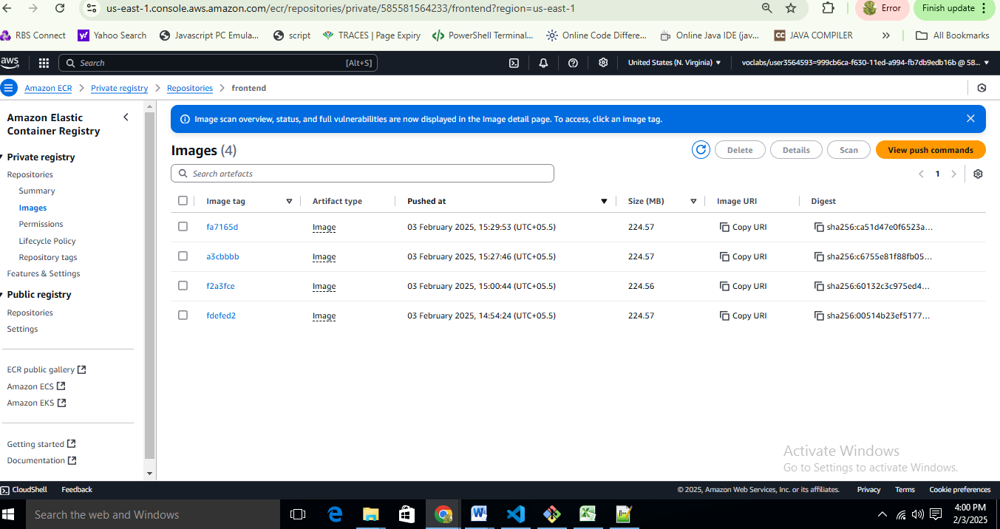 us-east-1.console.aws.amazon.com/ecr/repositories/private/585581564233/frontend?region=us-east-1
Error
Finish update
RBS Connect
Yahoo Search
Javascript PC Emula...
script
TRACES | Page Expiry
PowerShell Terminal...
Online Code Differe...
Online Java IDE (jav...
CC JAVA COMPILER
All Bookmarks
aws
Search [Alt+S]
United States (N. Virginia)
voclabs/user3564593=999cb6ca-f630-11ed-a994-fb7db9edb16b @ 58...
Amazon ECR > Private registry > Repositories > frontend
Amazon Elastic
Container Registry
Private registry
Repositories
Summary
Images
Permissions
Lifecycle Policy
Repository tags
Features & Settings
Public registry
Repositories
Settings
ECR public gallery
Amazon ECS
Amazon EKS
Getting started
Documentation
Image scan overview, status, and full vulnerabilities are now displayed in the Image detail page. To access, click an image tag.
Images (4)
Delete
Details
Scan
View push commands
Search artefacts
1
Image tag Artifact type Pushed at Size (MB) Image URI Digest
fa7165d Image 03 February 2025, 15:29:53 (UTC+05.5) 224.57 Copy URI sha256:ca51d47e0f6523a...
a3cbbbb Image 03 February 2025, 15:27:46 (UTC+05.5) 224.57 Copy URI sha256:c6755e81f88fb05...
f2a3fce Image 03 February 2025, 15:00:44 (UTC+05.5) 224.56 Copy URI sha256:60132c3c975ed4...
fdefed2 Image 03 February 2025, 14:54:24 (UTC+05.5) 224.57 Copy URI sha256:00514b23ef5177...
Activate Windows
Go to Settings to activate Windows.
CloudShell Feedback
© 2025, Amazon Web Services, Inc. or its affiliates. Privacy Terms Cookie preferences
Search the web and Windows
4:00 PM
2/3/2025